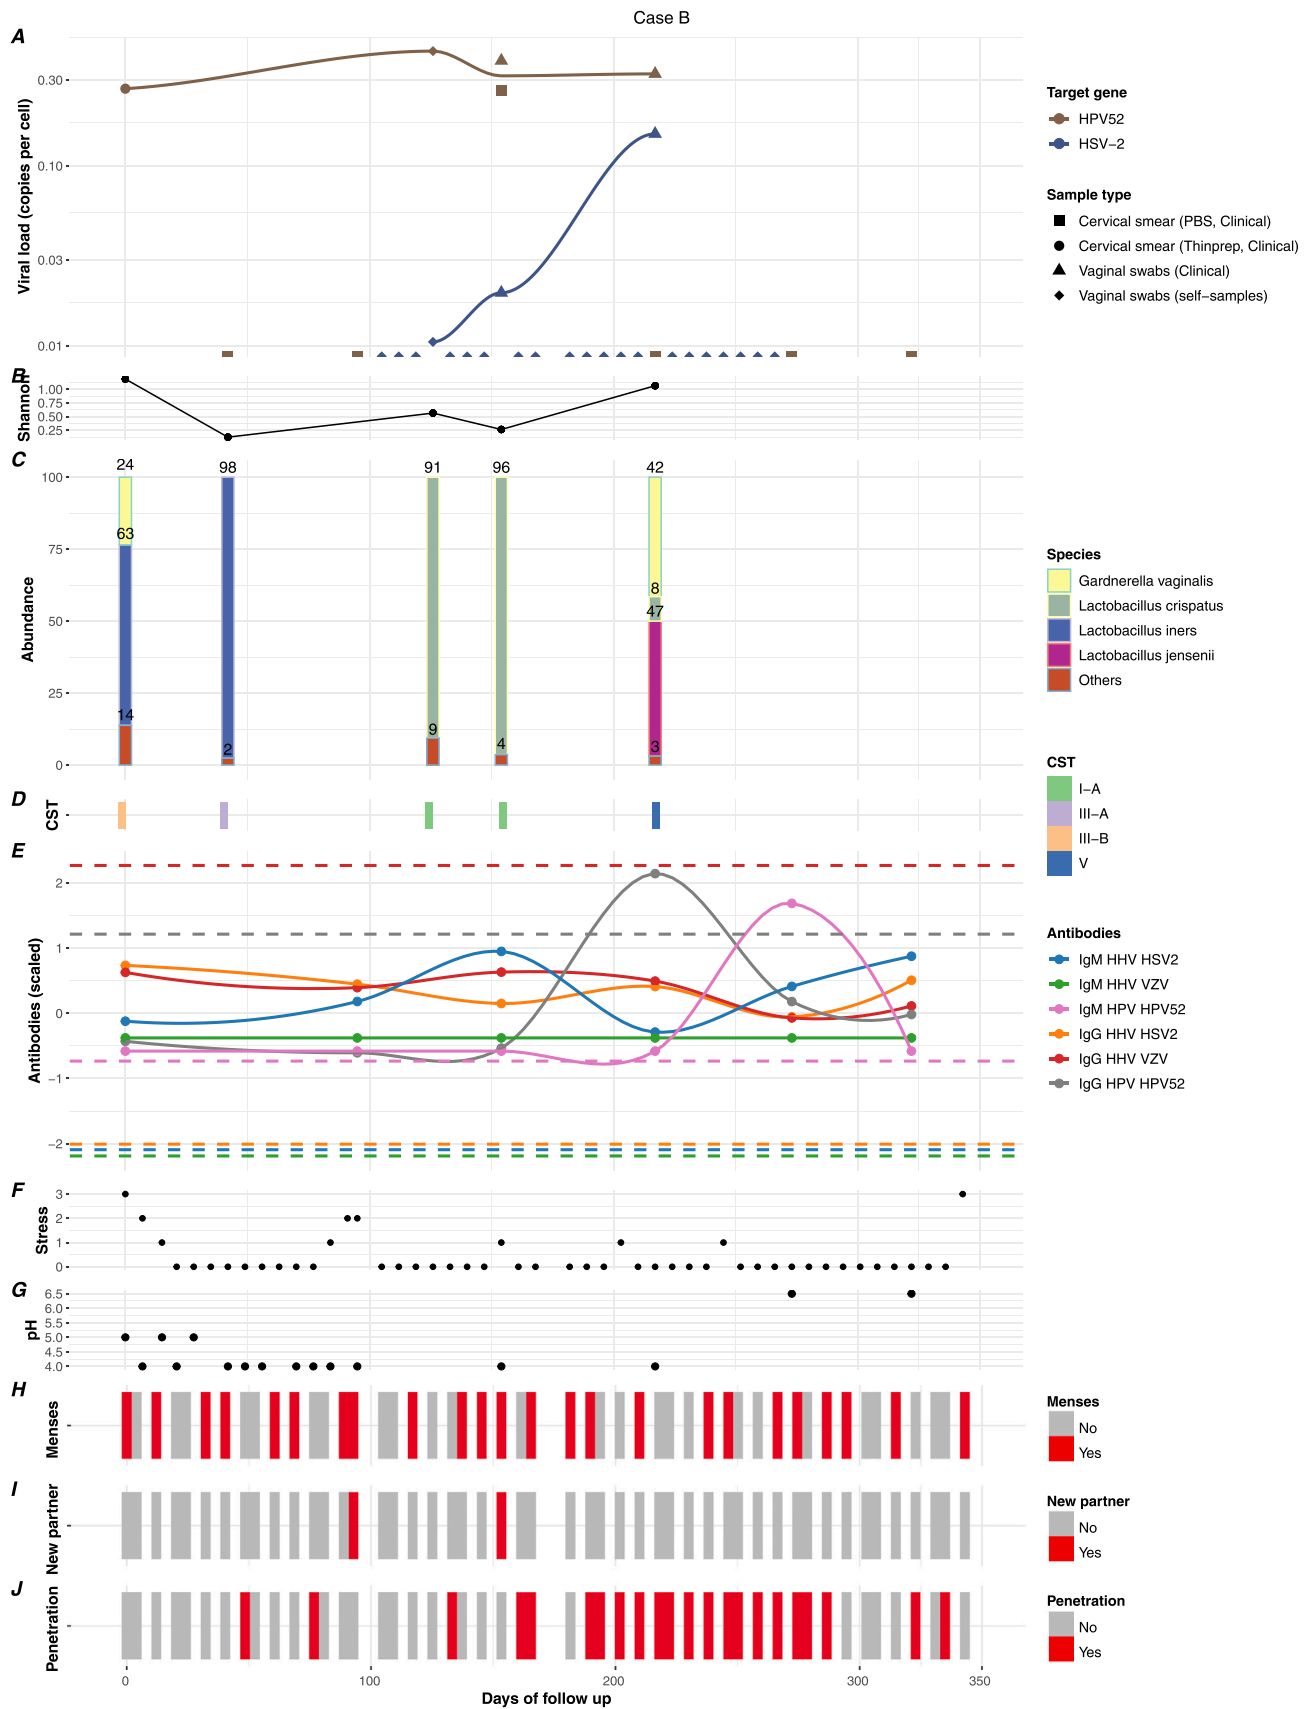 Case B
A
Viral load (copies per cell)
0.30
0.10
0.03
0.01
Target gene
HPV52
HSV−2
Sample type
Cervical smear (PBS, Clinical)
Cervical smear (Thinprep, Clinical)
Vaginal swabs (Clinical)
Vaginal swabs (self−samples)
B
Shannon
1.00
0.75
0.50
0.25
C
Abundance
100
75
50
25
0
24
98
91
96
42
63
8
47
14
2
9
4
3
Species
Gardnerella vaginalis
Lactobacillus crispatus
Lactobacillus iners
Lactobacillus jensenii
Others
D
CST
CST
I−A
III−A
III−B
V
E
Antibodies (scaled)
2
1
0
−1
−2
Antibodies
IgM HHV HSV2
IgM HHV VZV
IgM HPV HPV52
IgG HHV HSV2
IgG HHV VZV
IgG HPV HPV52
F
Stress
3
2
1
0
G
pH
6.5
6.0
5.5
5.0
4.5
4.0
H
Menses
Menses
No
Yes
I
New partner
New partner
No
Yes
J
Penetration
Penetration
No
Yes
0
100
200
300
350
Days of follow up